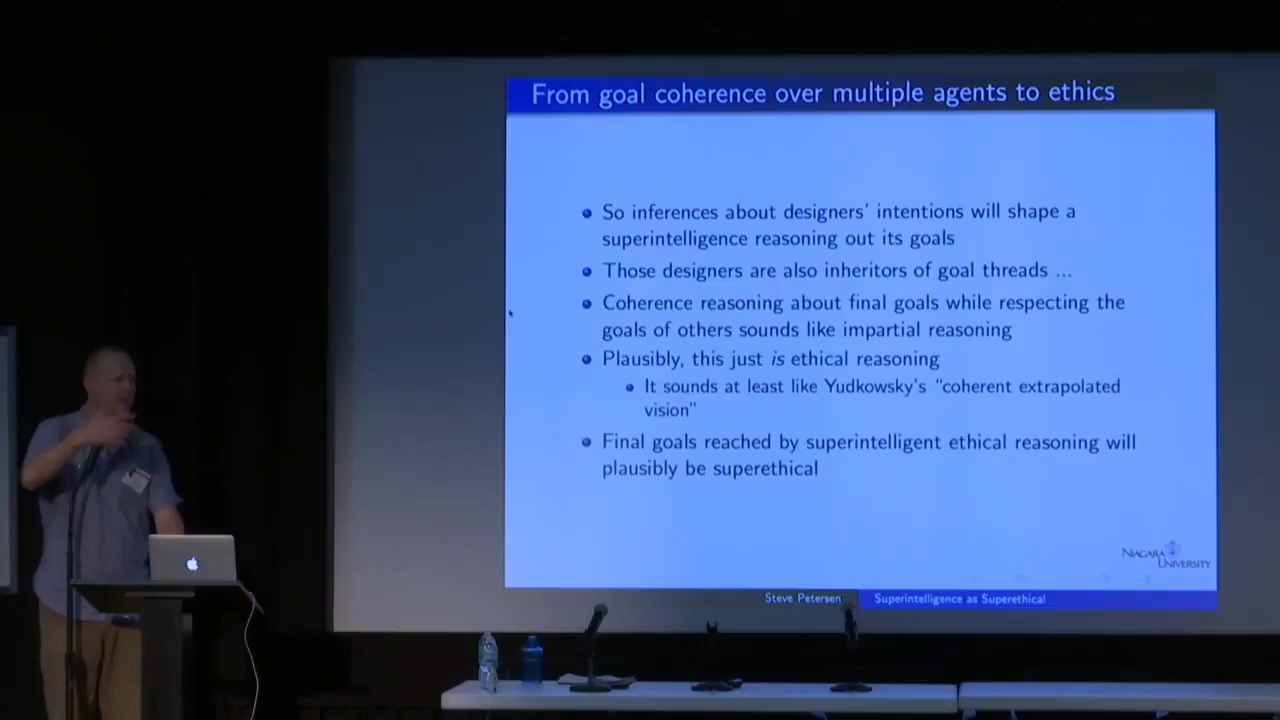 From goal coherence over multiple agents to ethics
So inferences about designers' intentions will shape a
superintelligence reasoning out its goals
Those designers are also inheritors of goal threads ...
Coherence reasoning about final goals while respecting the
goals of others sounds like impartial reasoning
Plausibly, this just is ethical reasoning
It sounds at least like Yudkowsky's "coherent extrapolated
vision"
Final goals reached by superintelligent ethical reasoning will
plausibly be superethical
NIAGARA
UNIVERSITY
Steve Petersen
Superintelligence as Superethical